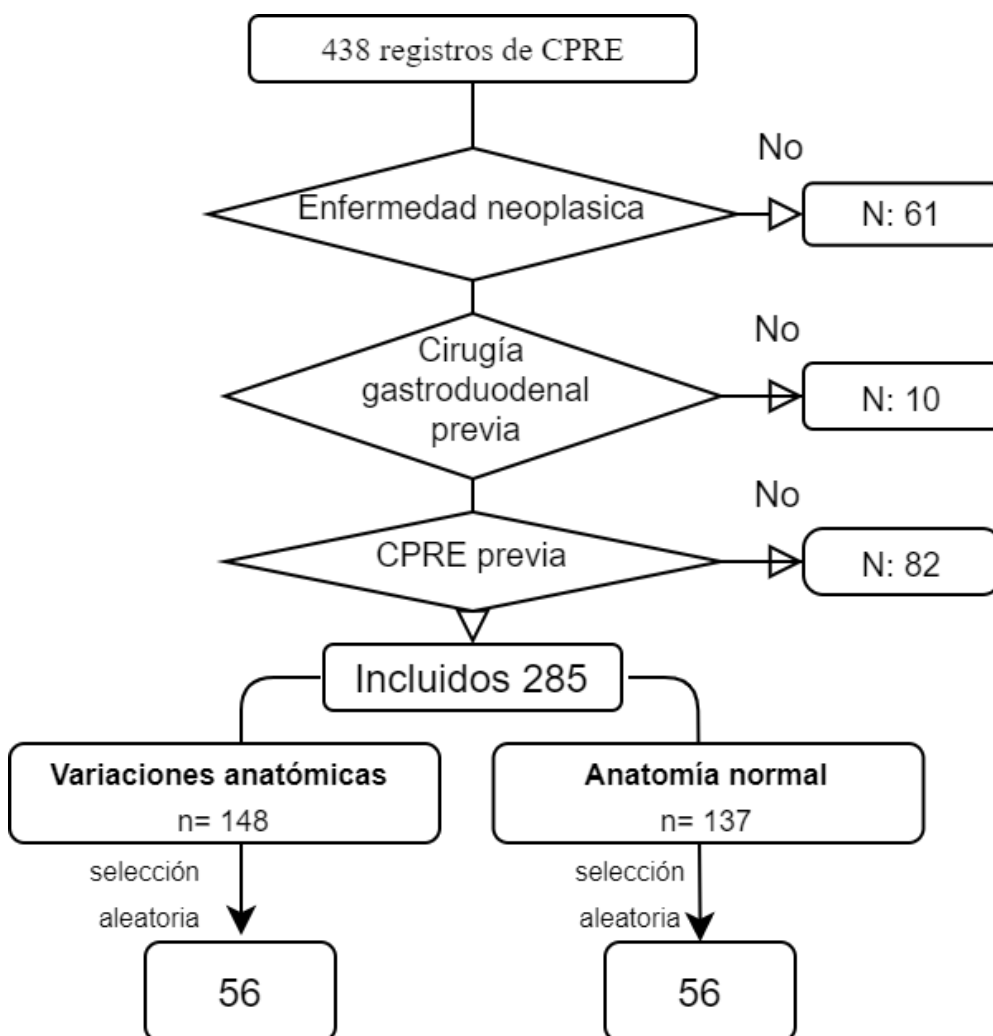 438 registros de CPRE
No
Enfermedad neoplasica
N: 61
No
Cirugía
gastroduodenal
previa
N: 10
No
CPRE previa
N: 82
Incluidos 285
Variaciones anatómicas
n= 148
Anatomía normal
n= 137
selección
aleatoria
selección
aleatoria
56
56